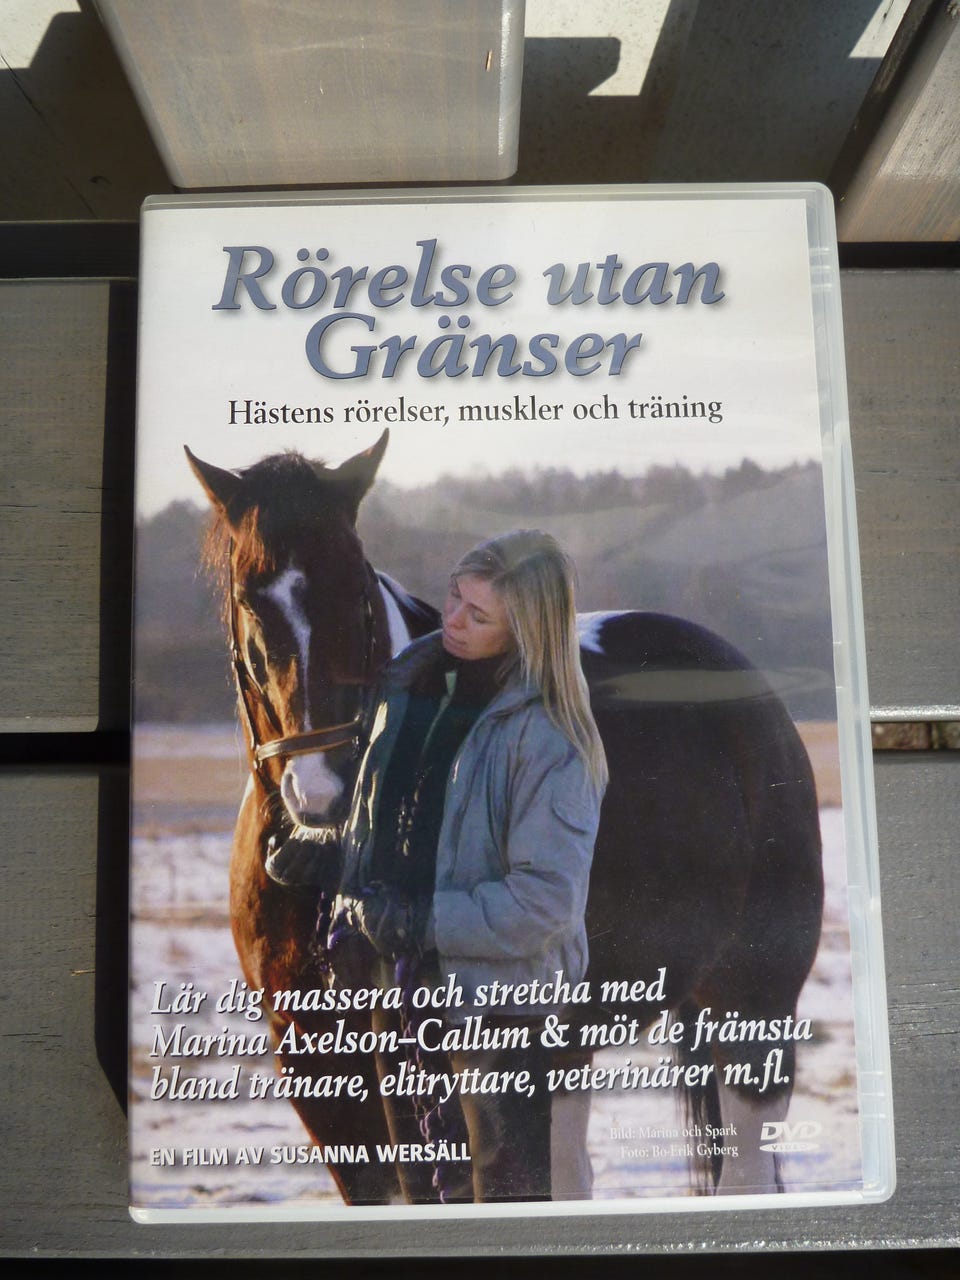 Rörelse utan
Gränser
Hästens rörelser, muskler och träning
Lär dig massera och stretcha med
Marina Axelson–Callum & möt de främsta
bland tränare, elitryttare, veterinärer m.fl.
EN FILM AV SUSANNA WERSÄLL
Bild: Marina och Spark
Foto: Bo-Erik Gyberg
DVD
VIDEO